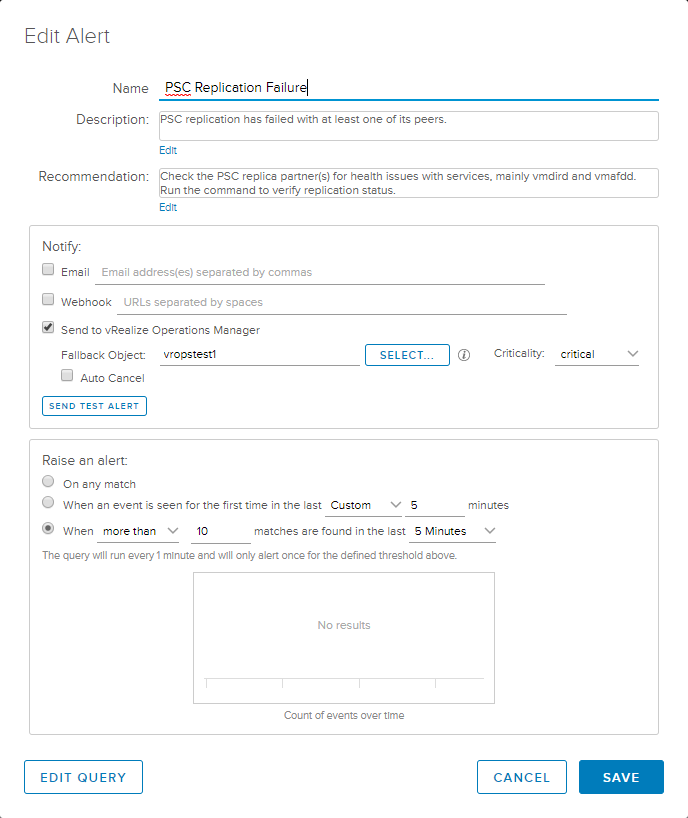 Edit Alert
Name PSC Replication Failure
Description: PSC replication has failed with at least one of its peers.
Edit
Recommendation: Check the PSC replica partner(s) for health issues with services, mainly vmdird and vmafdd.
Run the command to verify replication status.
Edit
Notify:
Email Email address(es) separated by commas
Webhook URLs separated by spaces
Send to vRealize Operations Manager
Fallback Object: vropstest1 SELECT... i Criticality: critical
Auto Cancel
SEND TEST ALERT
Raise an alert:
On any match
When an event is seen for the first time in the last Custom 5 minutes
When more than 10 matches are found in the last 5 Minutes
The query will run every 1 minute and will only alert once for the defined threshold above.
No results
Count of events over time
EDIT QUERY CANCEL SAVE